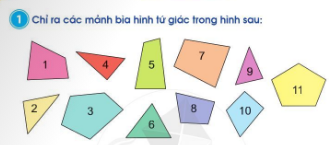 1 Chỉ ra các mảnh bìa hình tứ giác trong hình sau:
1 4 5 7 9 11
2 3 6 8 10